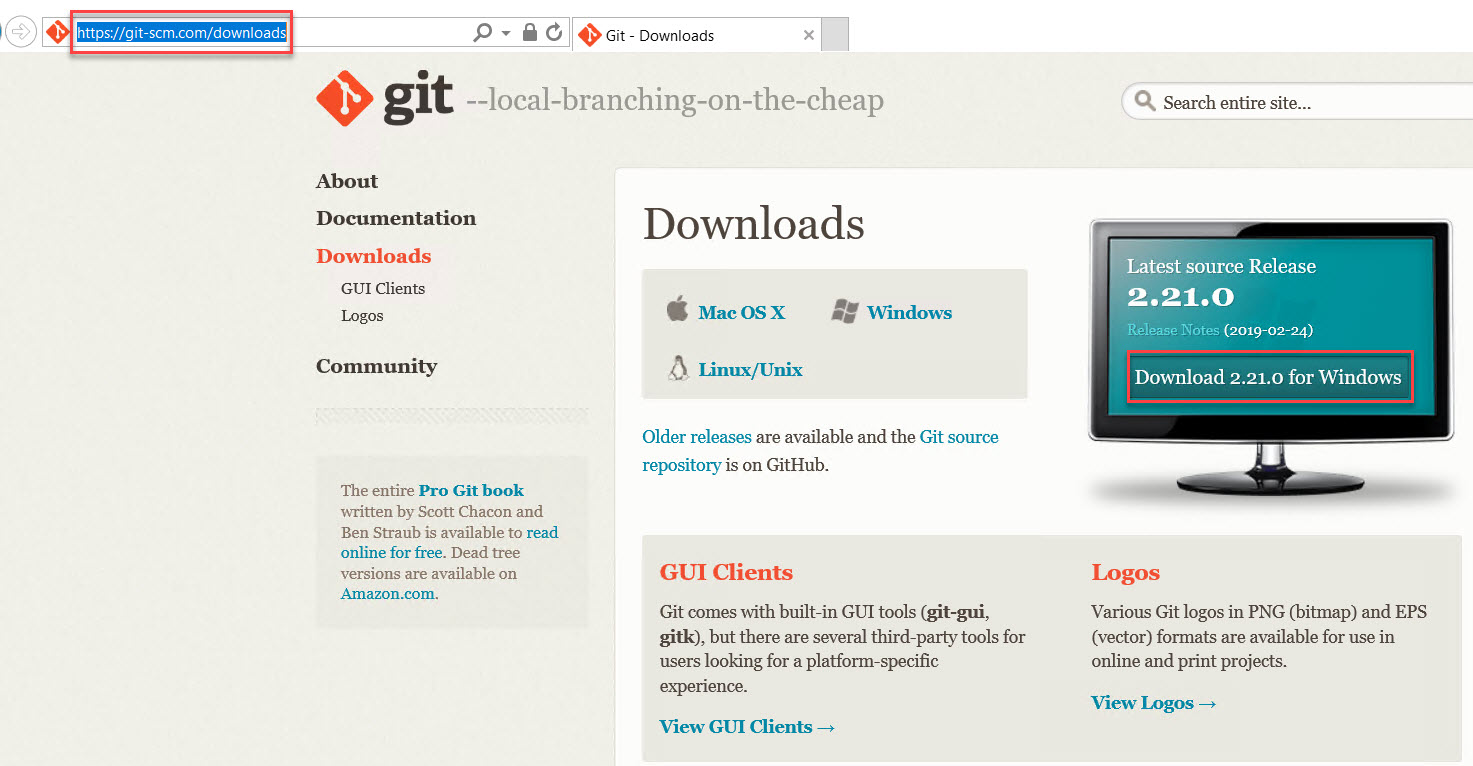 https://git-scm.com/downloads
Git - Downloads
git --local-branching-on-the-cheap
Search entire site...
About
Documentation
Downloads
GUI Clients
Logos
Community
The entire Pro Git book
written by Scott Chacon and
Ben Straub is available to read
online for free. Dead tree
versions are available on
Amazon.com.
Downloads
Mac OS X
Windows
Linux/Unix
Older releases are available and the Git source
repository is on GitHub.
Latest source Release
2.21.0
Release Notes (2019-02-24)
Download 2.21.0 for Windows
GUI Clients
Git comes with built-in GUI tools (git-gui,
gitk), but there are several third-party tools for
users looking for a platform-specific
experience.
View GUI Clients →
Logos
Various Git logos in PNG (bitmap) and EPS
(vector) formats are available for use in
online and print projects.
View Logos →